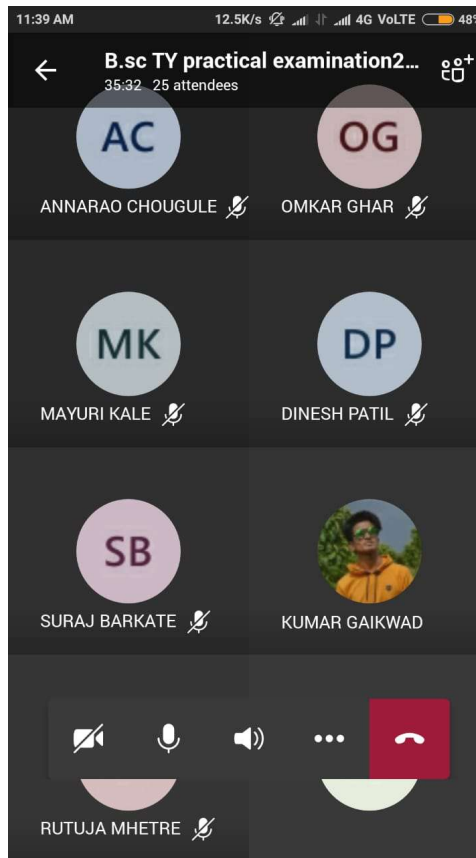 11:39 AM 12.5K/s 4G VoLTE 48%
B.sc TY practical examination2...
35:32 25 attendees
AC OG
ANNARAO CHOUGULE OMKAR GHAR
MK DP
MAYURI KALE DINESH PATIL
SB
SURAJ BARKATE KUMAR GAIKWAD
RUTUJA MHETRE